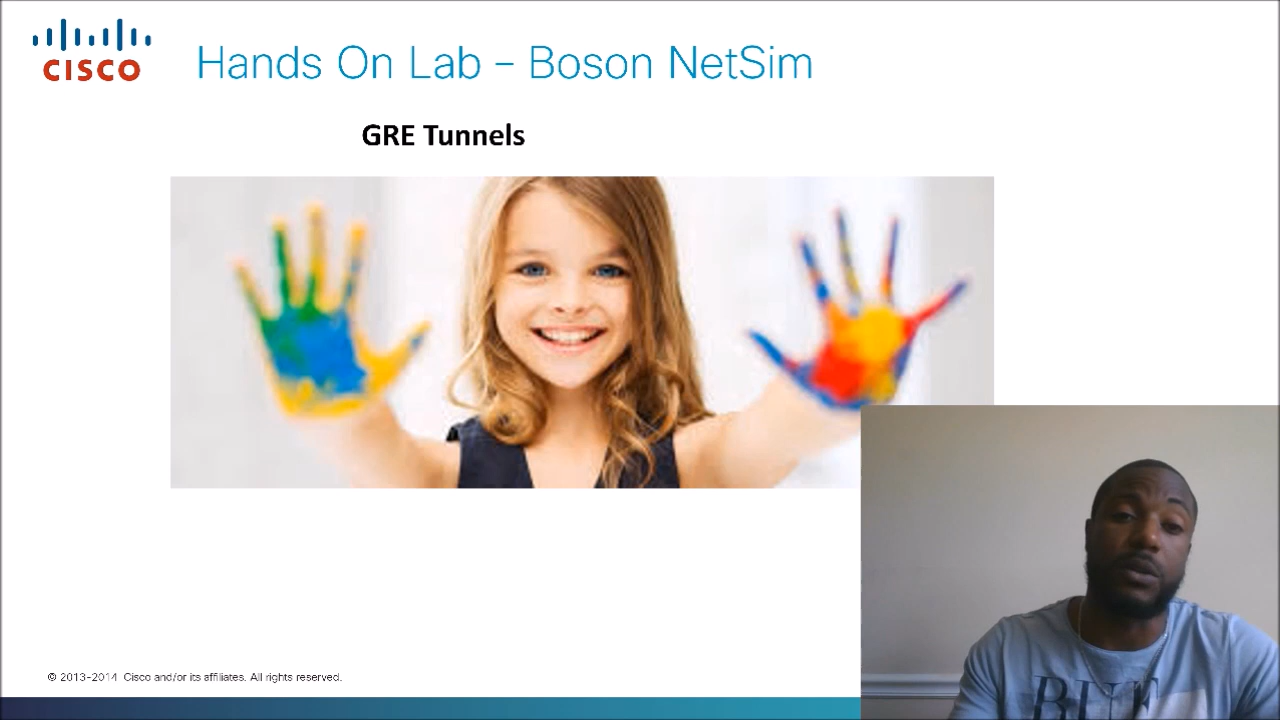 CISCO
Hands On Lab – Boson NetSim
GRE Tunnels
© 2013-2014 Cisco and/or its affiliates. All rights reserved.